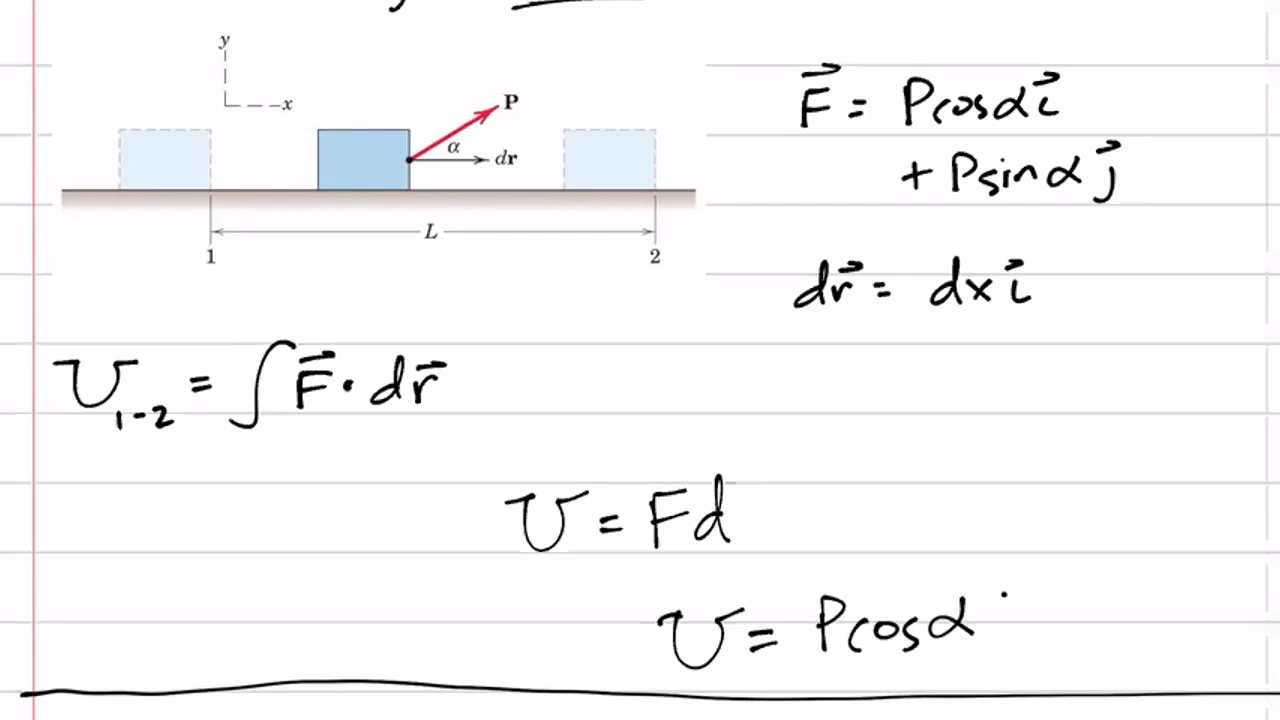 y
x
P
α
dr
L
1
2
F⃗ = Pcosα i⃗
+ Psinα j⃗
dr⃗ = dx i⃗
U₁₋₂ = ∫ F⃗ · dr⃗
U = Fd
U = Pcosα